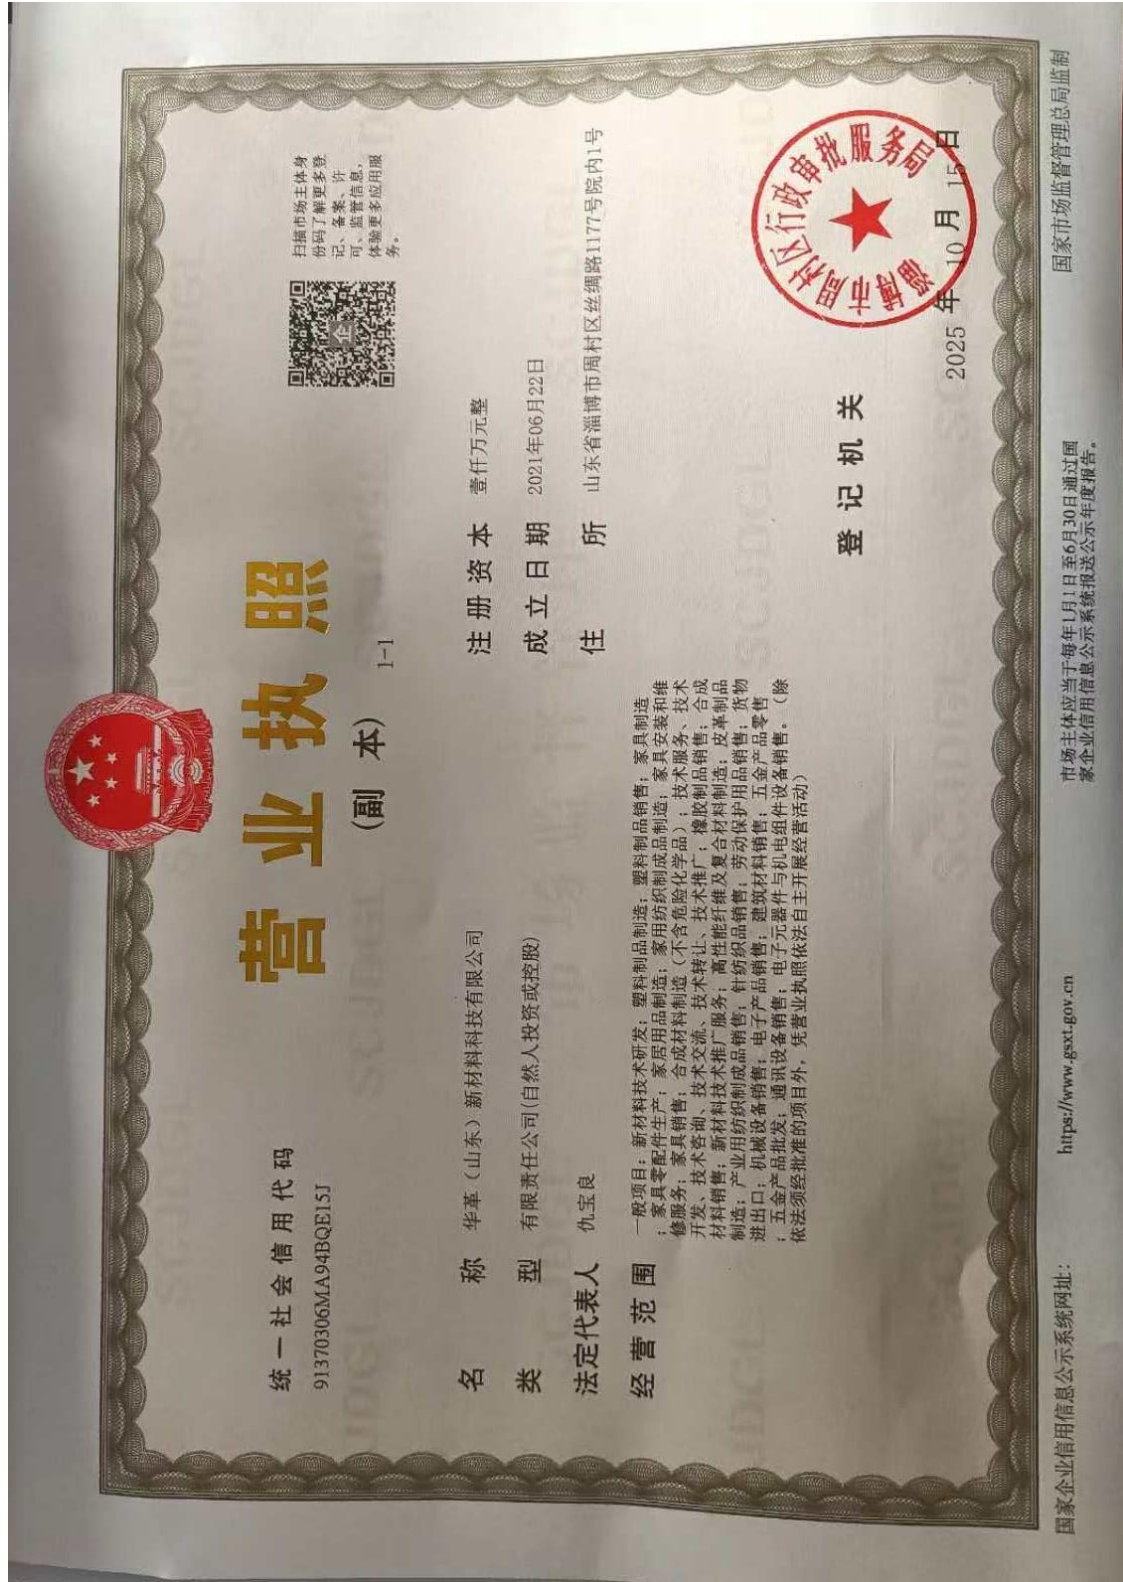 营业执照
(副 本)
1-1
统一社会信用代码
91370306MA94BQE15J
扫描市场主体身
份码了解更多登
记、备案、许
可、监管信息,
体验更多应用服
务。
企
名 称 华革（山东）新材料科技有限公司
类 型 有限责任公司(自然人投资或控股)
法定代表人 仇宝良
经营范围 一般项目：新材料技术研发；塑料制品制造；塑料制品销售；家具制造
；家具零配件生产；家居用品制造；家用纺织制成品制造；家具安装和维
修服务；家具销售；合成材料制造（不含危险化学品）；技术服务、技术
开发、技术咨询、技术交流、技术转让、技术推广；橡胶制品销售；合成
材料销售；新材料技术推广服务；高性能纤维及复合材料制造；皮革制品
制造；产业用纺织制成品销售；针纺织品销售；劳动保护用品销售；货物
进出口；机械设备销售；电子产品销售；建筑材料销售；五金产品零售
；五金产品批发；通讯设备销售；电子元器件与机电组件设备销售。（除
依法须经批准的项目外，凭营业执照依法自主开展经营活动）
注册资本 壹仟万元整
成立日期 2021年06月22日
住 所 山东省淄博市周村区丝绸路1177号院内1号
登记机关
淄博市周村区行政审批服务局
2025 年 10 月 15 日
国家企业信用信息公示系统网址：
https://www.gsxt.gov.cn
市场主体应当于每年1月1日至6月30日通过国
家企业信用信息公示系统报送公示年度报告。
国家市场监督管理总局监制